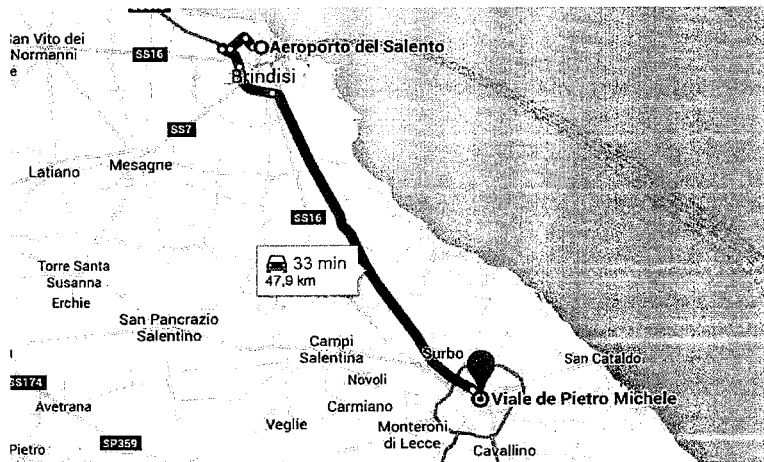 San Vito dei
Normanni
e
SS16
Aeroporto del Salento
Brindisi
SS7
Latiano
Mesagne
SS16
33 min
47,9 km
Torre Santa
Susanna
Erchie
San Pancrazio
Salentino
Campi
Salentina
Surbo
San Cataldo
SS174
Novoli
Viale de Pietro Michele
Avetrana
Carmiano
Veglie
Monteroni
di Lecce
Pietro
SP359
Cavallino